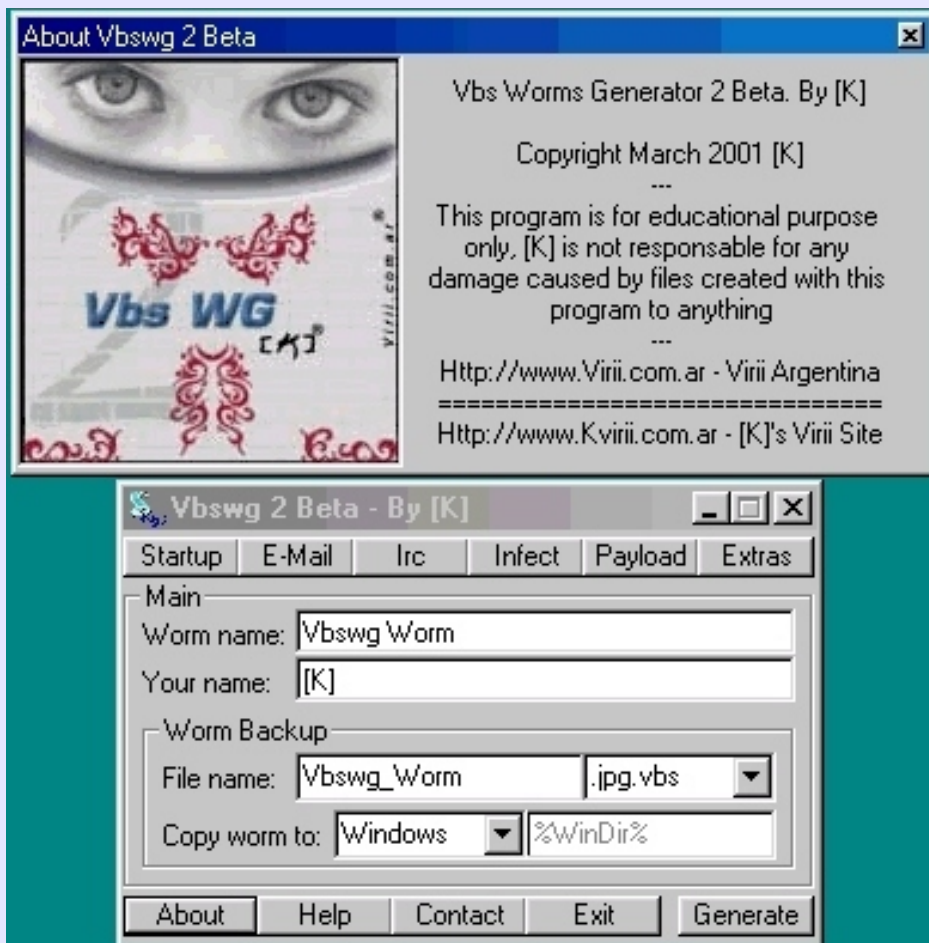 About Vbswg 2 Beta
Vbs WG
[K]®
virii.com.ar®
2
Vbs Worms Generator 2 Beta. By [K]
Copyright March 2001 [K]
---
This program is for educational purpose
only, [K] is not responsable for any
damage caused by files created with this
program to anything
---
Http://www.Virii.com.ar - Virii Argentina
===============================
Http://www.Kvirii.com.ar - [K]'s Virii Site
Vbswg 2 Beta - By [K]
Startup E-Mail Irc Infect Payload Extras
Main
Worm name: Vbswg Worm
Your name: [K]
Worm Backup
File name: Vbswg_Worm .jpg.vbs
Copy worm to: Windows %WinDir%
About Help Contact Exit Generate